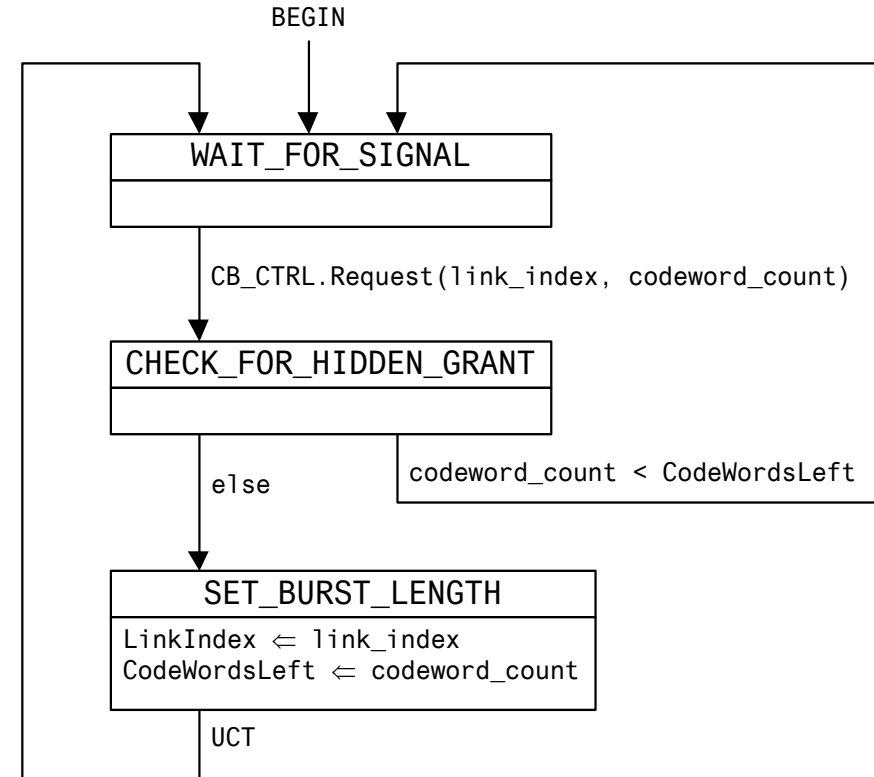 BEGIN
WAIT_FOR_SIGNAL
CB_CTRL.Request(link_index, codeword_count)
CHECK_FOR_HIDDEN_GRANT
else
codeword_count < CodeWordsLeft
SET_BURST_LENGTH
LinkIndex ⇐ link_index
CodeWordsLeft ⇐ codeword_count
UCT